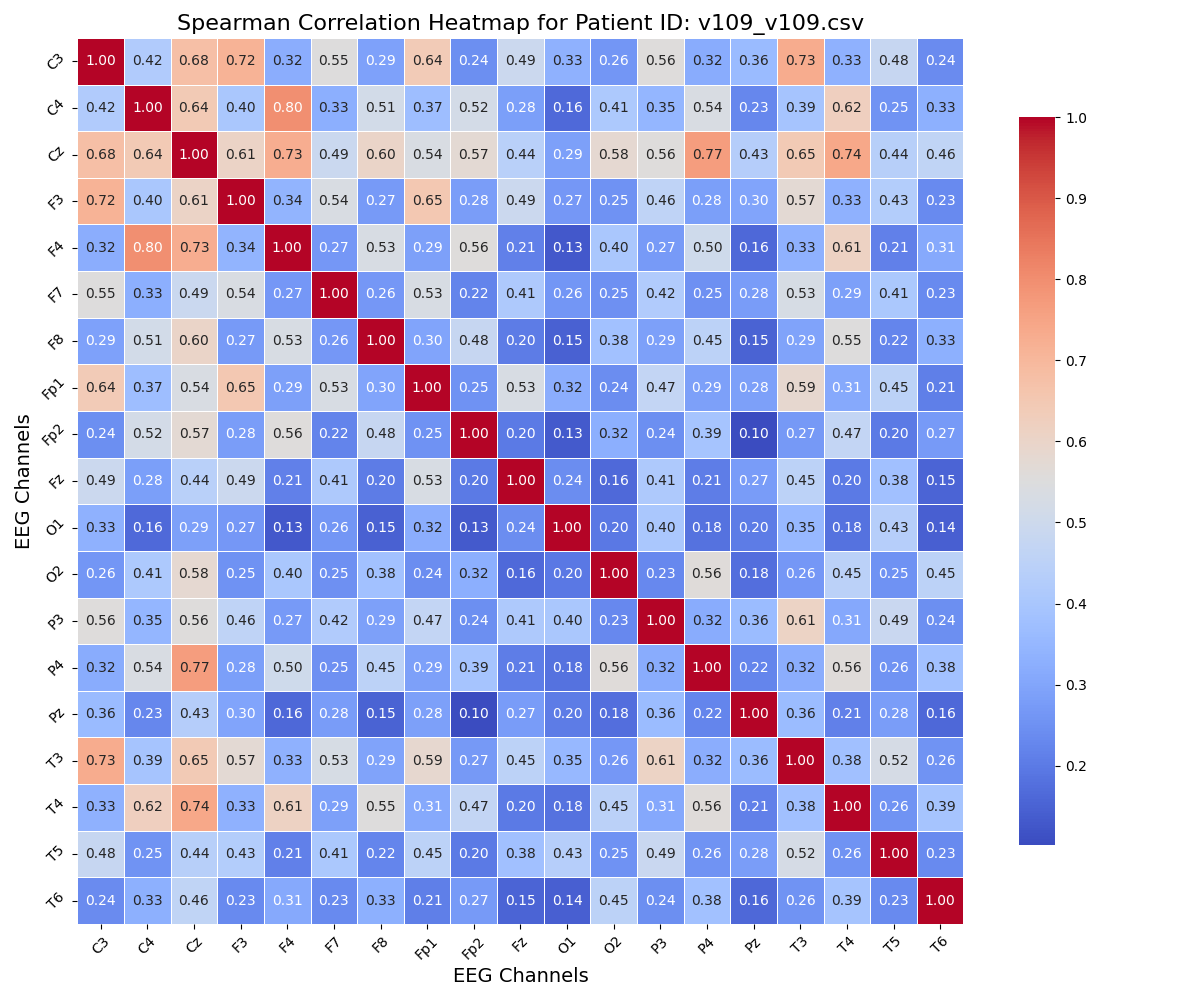 Spearman Correlation Heatmap for Patient ID: v109_v109.csv
C3 1.00 0.42 0.68 0.72 0.32 0.55 0.29 0.64 0.24 0.49 0.33 0.26 0.56 0.32 0.36 0.73 0.33 0.48 0.24
C4 0.42 1.00 0.64 0.40 0.80 0.33 0.51 0.37 0.52 0.28 0.16 0.41 0.35 0.54 0.23 0.39 0.62 0.25 0.33
Cz 0.68 0.64 1.00 0.61 0.73 0.49 0.60 0.54 0.57 0.44 0.29 0.58 0.56 0.77 0.43 0.65 0.74 0.44 0.46
F3 0.72 0.40 0.61 1.00 0.34 0.54 0.27 0.65 0.28 0.49 0.27 0.25 0.46 0.28 0.30 0.57 0.33 0.43 0.23
F4 0.32 0.80 0.73 0.34 1.00 0.27 0.53 0.29 0.56 0.21 0.13 0.40 0.27 0.50 0.16 0.33 0.61 0.21 0.31
F7 0.55 0.33 0.49 0.54 0.27 1.00 0.26 0.53 0.22 0.41 0.26 0.25 0.42 0.25 0.28 0.53 0.29 0.41 0.23
F8 0.29 0.51 0.60 0.27 0.53 0.26 1.00 0.30 0.48 0.20 0.15 0.38 0.29 0.45 0.15 0.29 0.55 0.22 0.33
Fp1 0.64 0.37 0.54 0.65 0.29 0.53 0.30 1.00 0.25 0.53 0.32 0.24 0.47 0.29 0.28 0.59 0.31 0.45 0.21
Fp2 0.24 0.52 0.57 0.28 0.56 0.22 0.48 0.25 1.00 0.20 0.13 0.32 0.24 0.39 0.10 0.27 0.47 0.20 0.27
Fz 0.49 0.28 0.44 0.49 0.21 0.41 0.20 0.53 0.20 1.00 0.24 0.16 0.41 0.21 0.27 0.45 0.20 0.38 0.15
O1 0.33 0.16 0.29 0.27 0.13 0.26 0.15 0.32 0.13 0.24 1.00 0.20 0.40 0.18 0.20 0.35 0.18 0.43 0.14
O2 0.26 0.41 0.58 0.25 0.40 0.25 0.38 0.24 0.32 0.16 0.20 1.00 0.23 0.56 0.18 0.26 0.45 0.25 0.45
P3 0.56 0.35 0.56 0.46 0.27 0.42 0.29 0.47 0.24 0.41 0.40 0.23 1.00 0.32 0.36 0.61 0.31 0.49 0.24
P4 0.32 0.54 0.77 0.28 0.50 0.25 0.45 0.29 0.39 0.21 0.18 0.56 0.32 1.00 0.22 0.32 0.56 0.26 0.38
Pz 0.36 0.23 0.43 0.30 0.16 0.28 0.15 0.28 0.10 0.27 0.20 0.18 0.36 0.22 1.00 0.36 0.21 0.28 0.16
T3 0.73 0.39 0.65 0.57 0.33 0.53 0.29 0.59 0.27 0.45 0.35 0.26 0.61 0.32 0.36 1.00 0.38 0.52 0.26
T4 0.33 0.62 0.74 0.33 0.61 0.29 0.55 0.31 0.47 0.20 0.18 0.45 0.31 0.56 0.21 0.38 1.00 0.26 0.39
T5 0.48 0.25 0.44 0.43 0.21 0.41 0.22 0.45 0.20 0.38 0.43 0.25 0.49 0.26 0.28 0.52 0.26 1.00 0.23
T6 0.24 0.33 0.46 0.23 0.31 0.23 0.33 0.21 0.27 0.15 0.14 0.45 0.24 0.38 0.16 0.26 0.39 0.23 1.00
C3 C4 Cz F3 F4 F7 F8 Fp1 Fp2 Fz O1 O2 P3 P4 Pz T3 T4 T5 T6
EEG Channels
EEG Channels
1.0
0.9
0.8
0.7
0.6
0.5
0.4
0.3
0.2